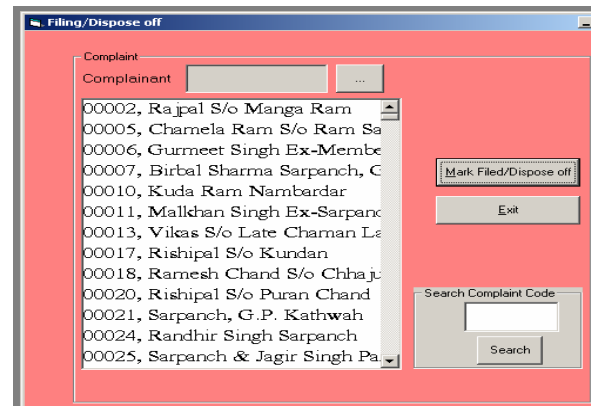 Filing/Dispose off
Complaint
Complainant
...
00002, Rajpal S/o Manga Ram
00005, Chamela Ram S/o Ram Sa
00006, Gurmeet Singh Ex-Membe
00007, Birbal Sharma Sarpanch, G
00010, Kuda Ram Nambardar
00011, Malkhan Singh Ex-Sarpanc
00013, Vikas S/o Late Chaman La
00017, Rishipal S/o Kundan
00018, Ramesh Chand S/o Chhaju
00020, Rishipal S/o Puran Chand
00021, Sarpanch, G.P. Kathwah
00024, Randhir Singh Sarpanch
00025, Sarpanch & Jagir Singh Pa
Mark Filed/Dispose off
Exit
Search Complaint Code
Search